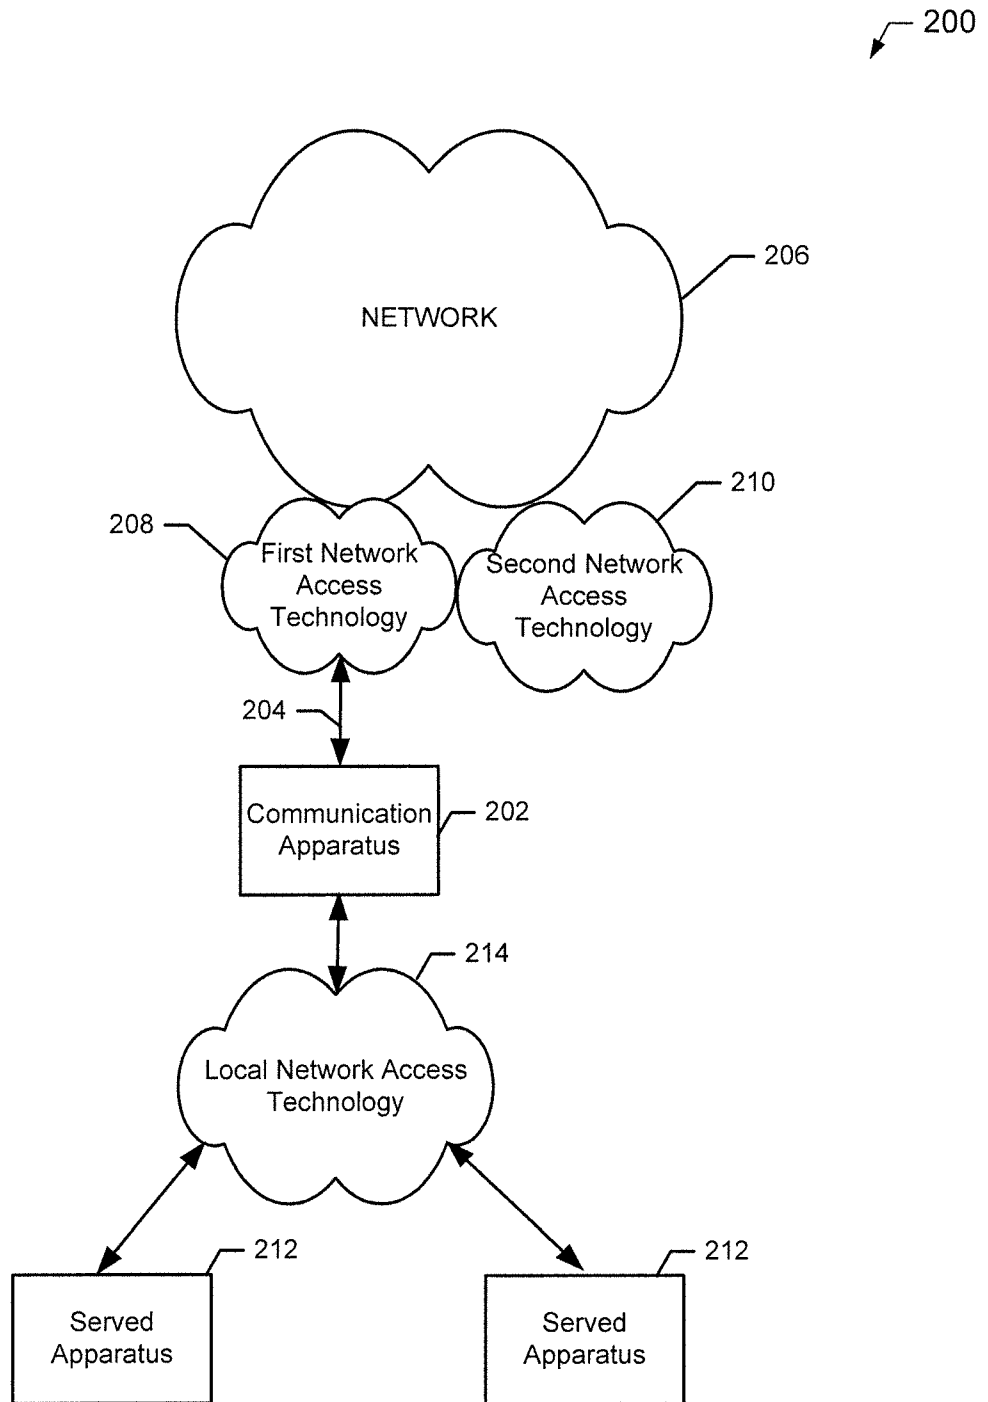 200
206
NETWORK
210
208
First Network
Access
Technology
Second Network
Access
Technology
204
Communication
Apparatus
202
214
Local Network Access
Technology
212
212
Served
Apparatus
Served
Apparatus